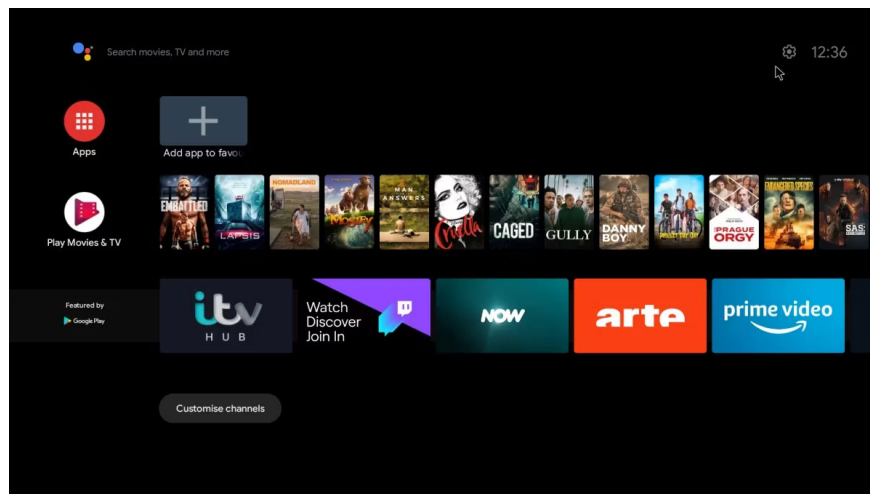 Search movies, TV and more
12:36
Apps
Add app to favou
Play Movies & TV
EMBATTLED
LAPSIS
NOMADLAND
MAN
ANSWERS
Cruella
CAGED
GULLY
DANNY
BOY
PRAGUE
ORGY
ENDANGERED SPECIES
SAS:
Featured by
Google Play
itv
HUB
Watch
Discover
Join In
NOW
arte
prime video
Customise channels